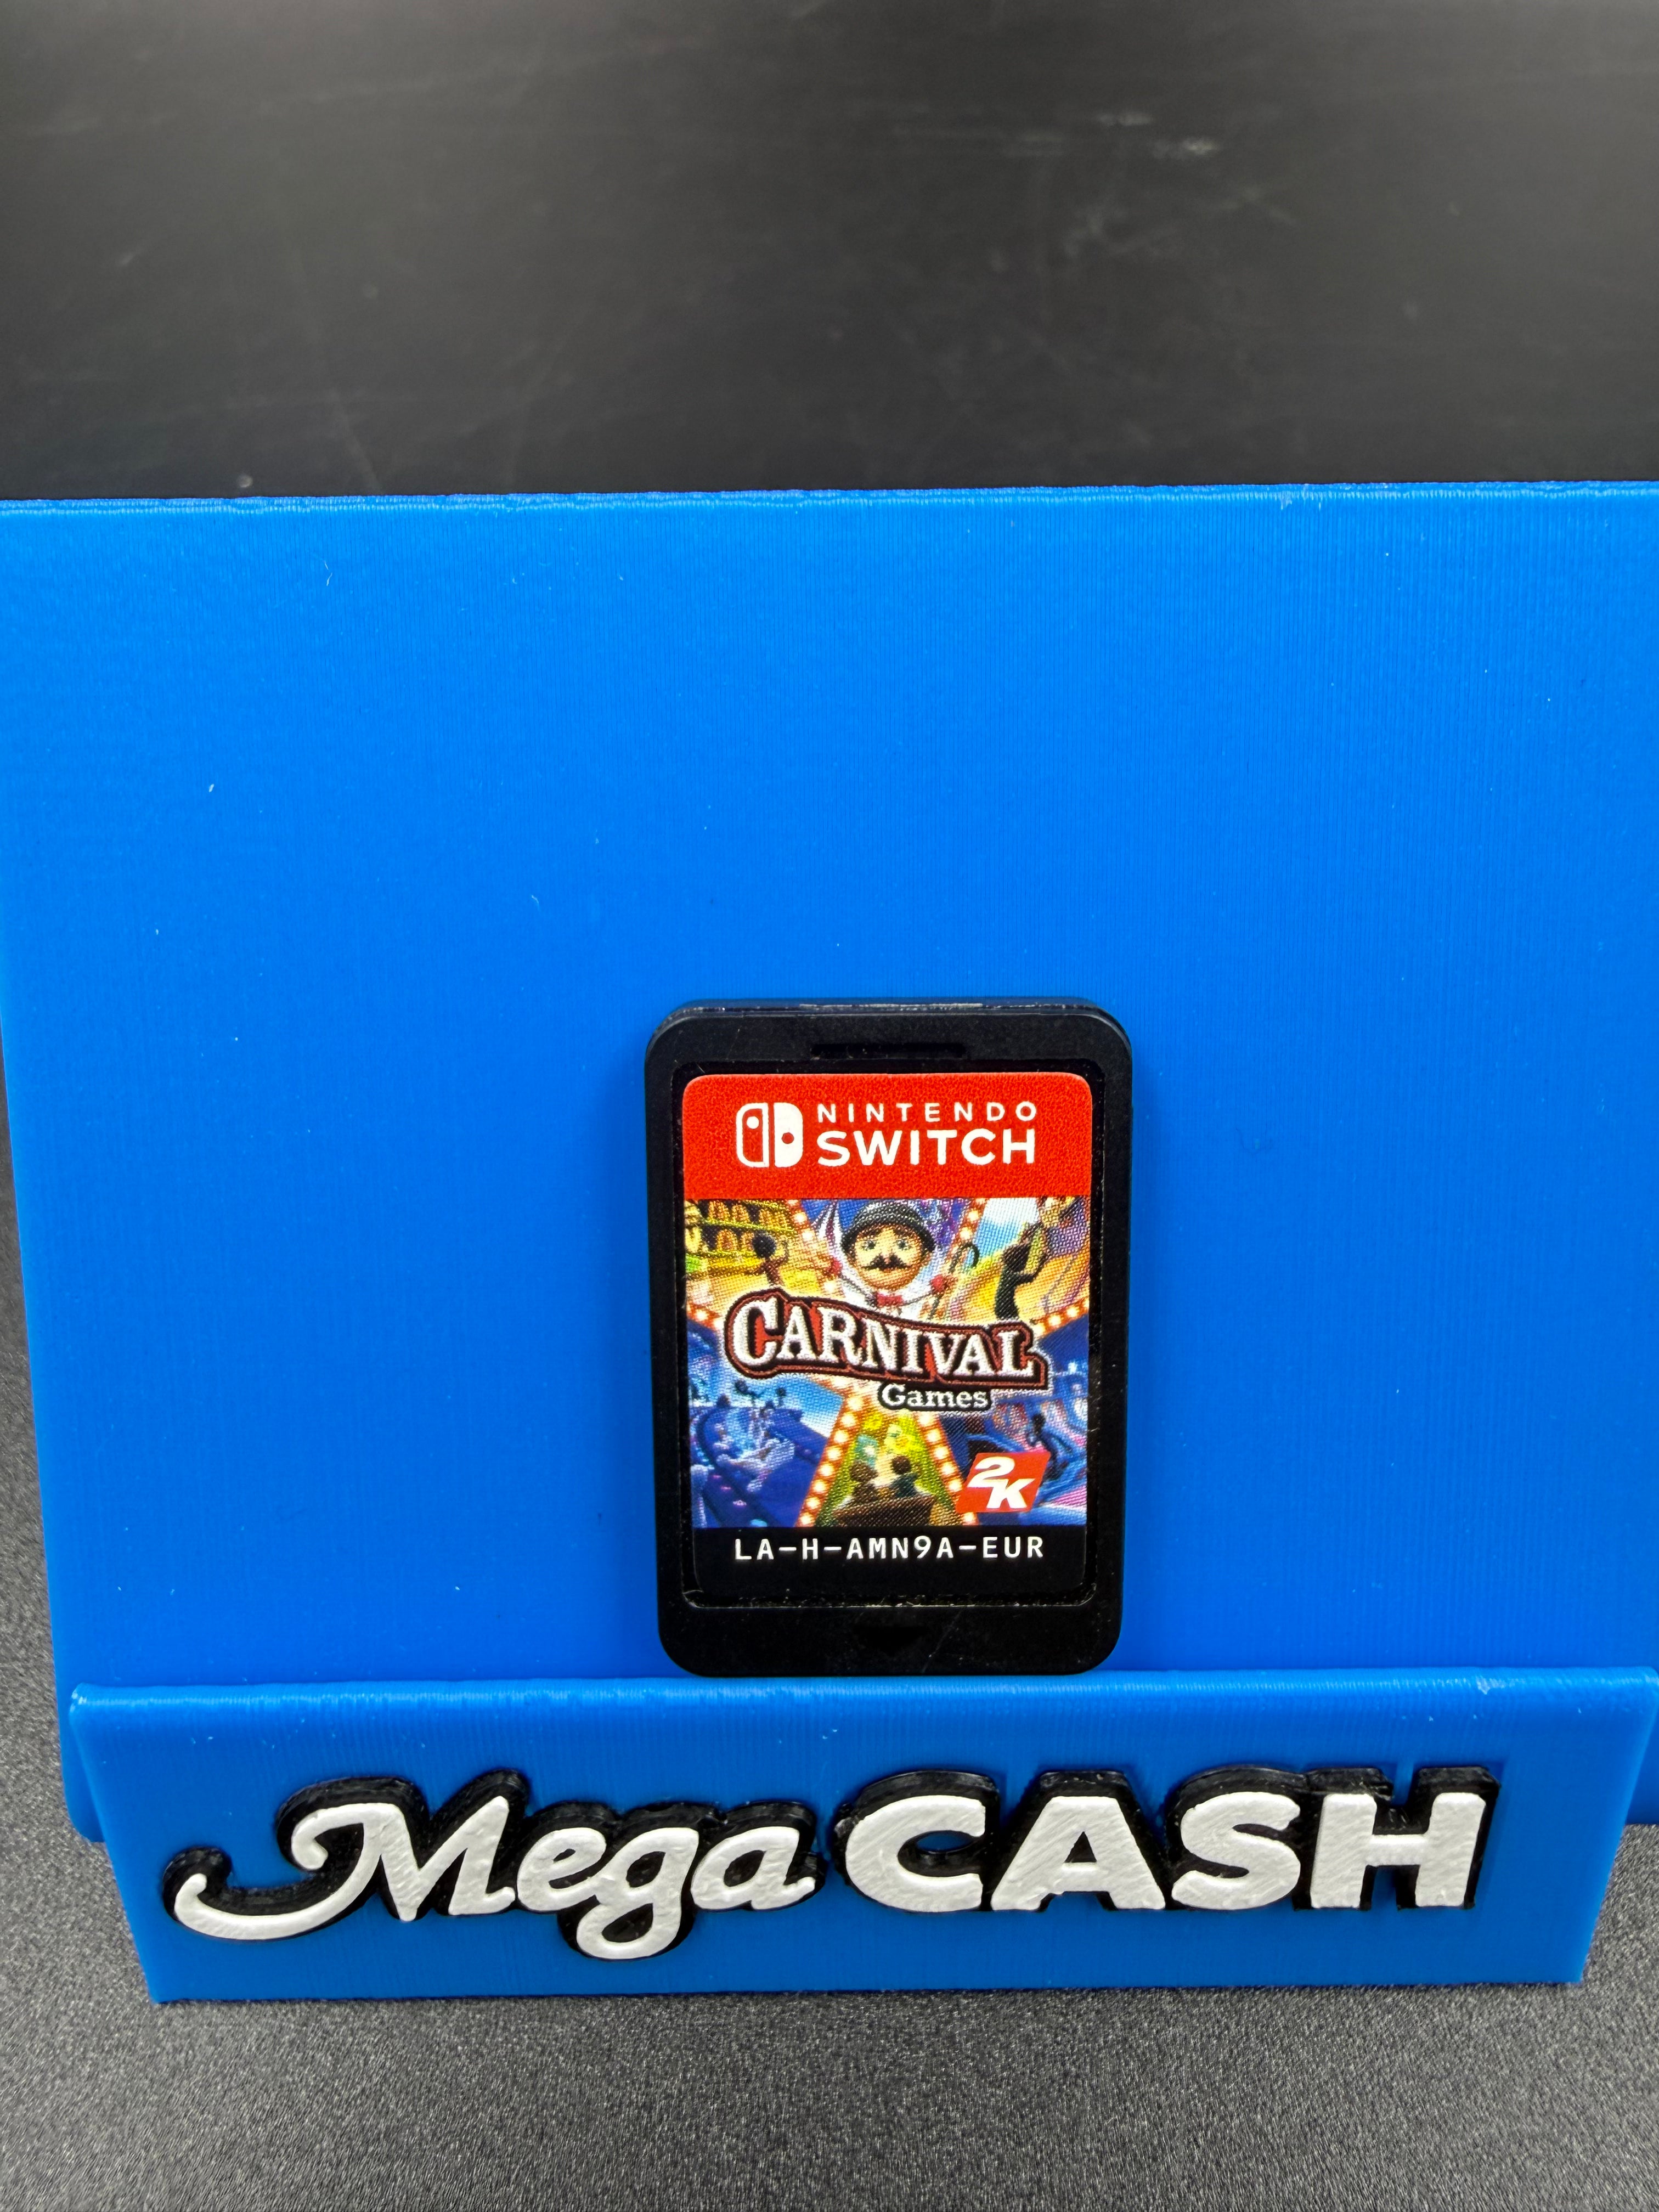 NINTENDO
SWITCH
CARNIVAL
Games
2K
LA-H-AMN9A-EUR
Mega CASH